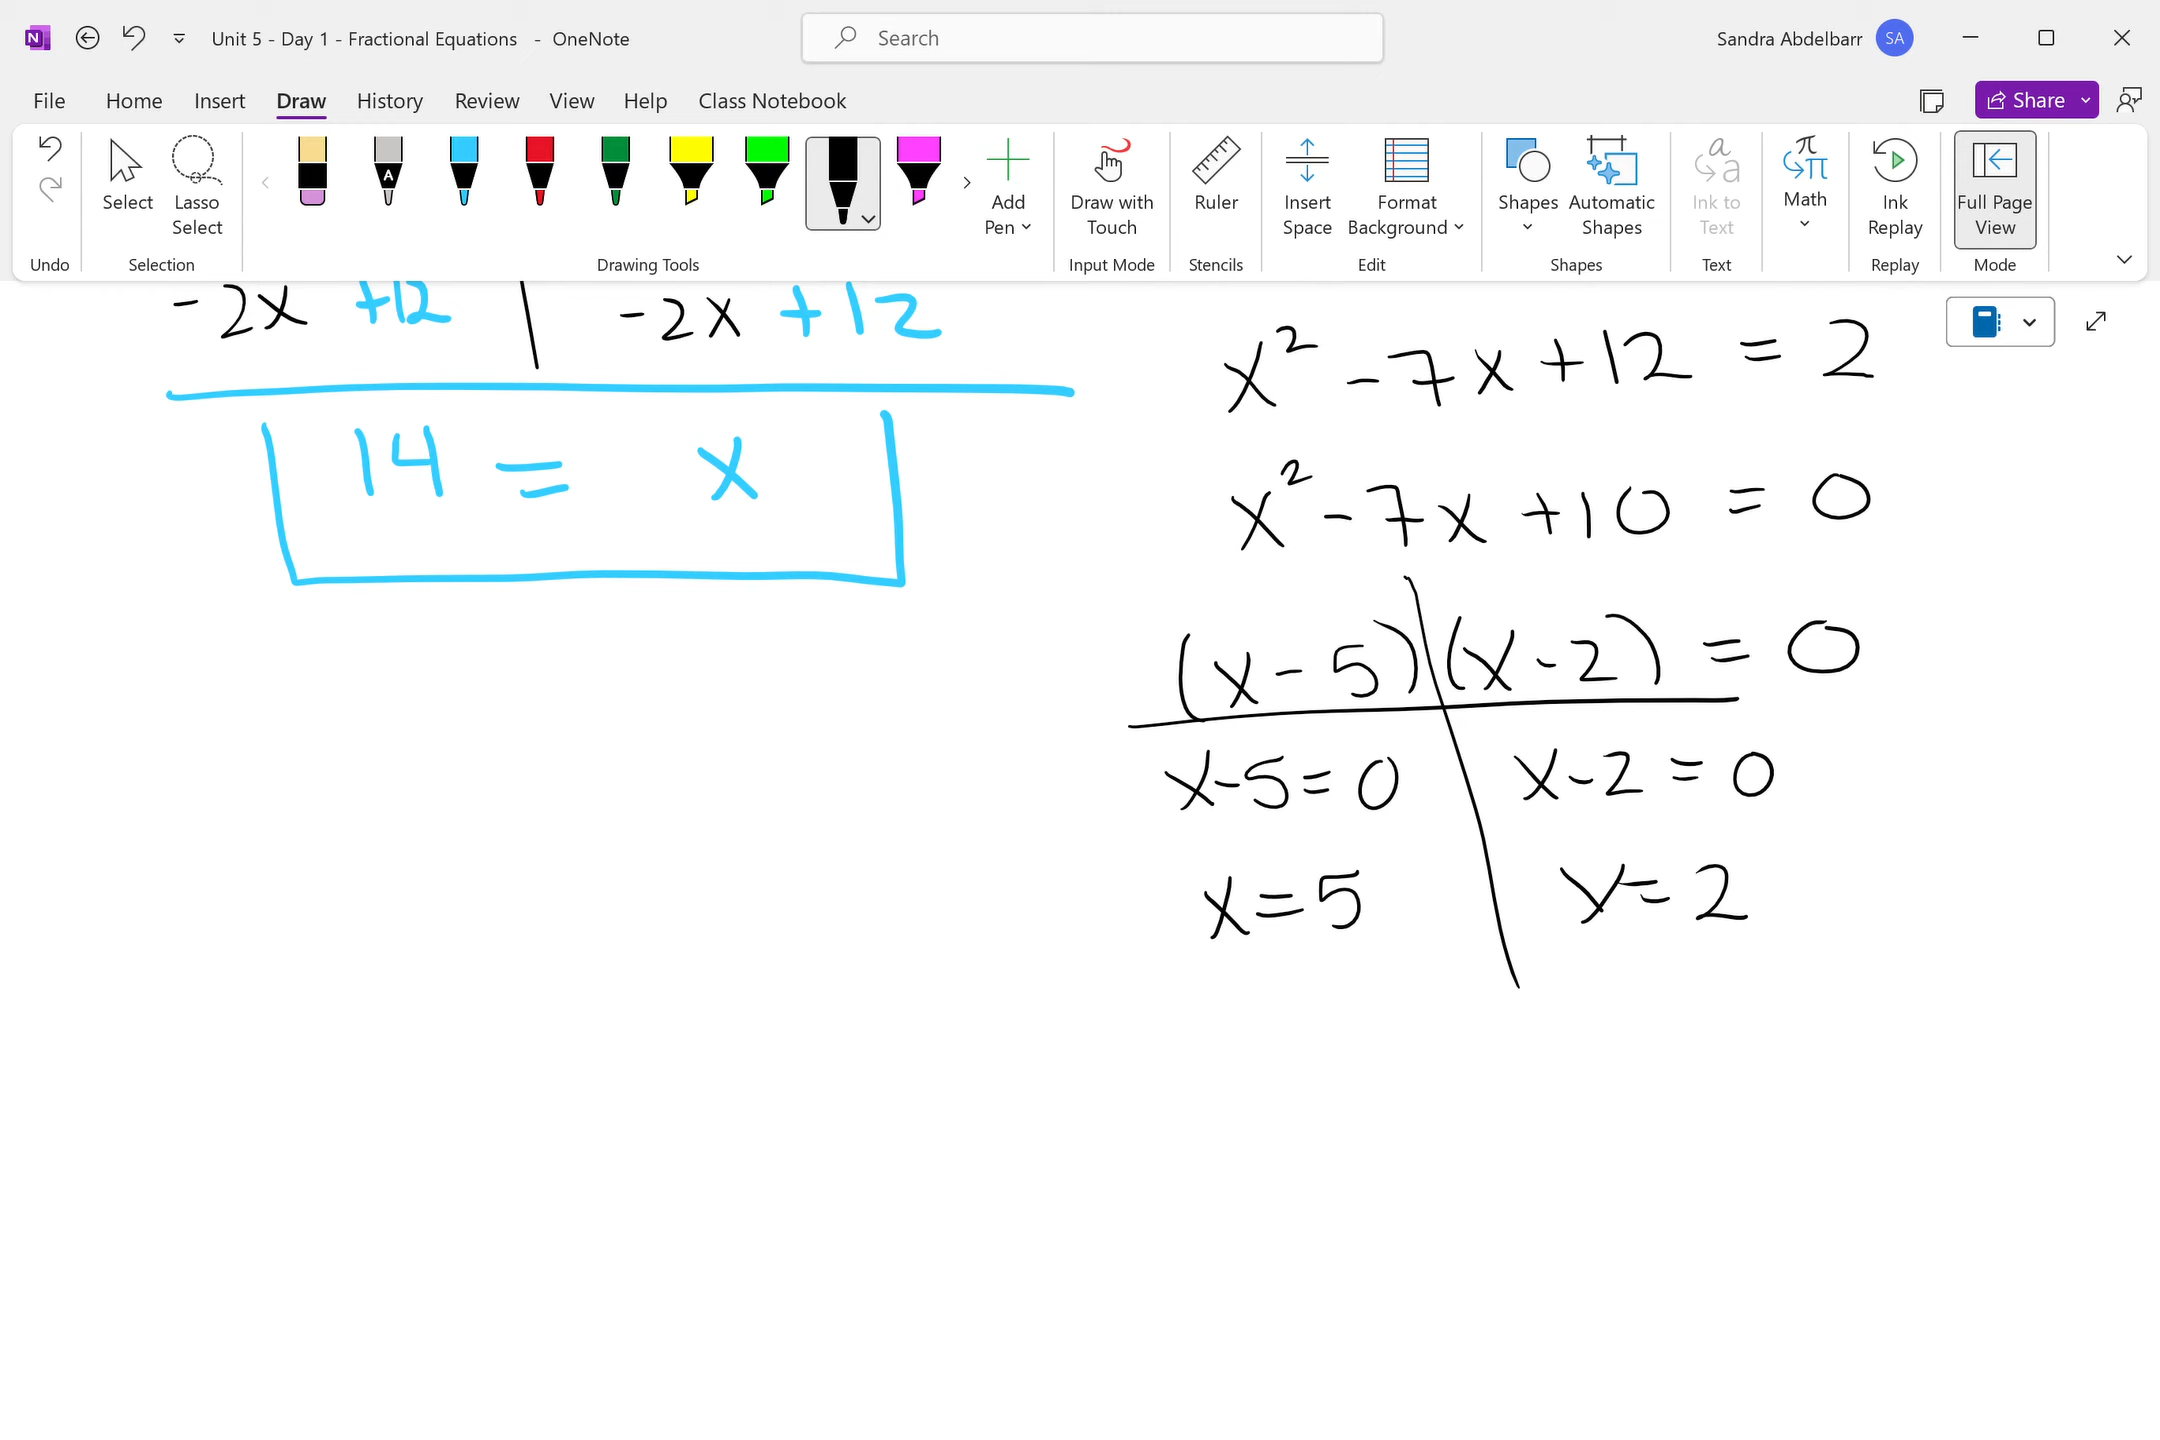 Unit 5 - Day 1 - Fractional Equations - OneNote
Search
Sandra Abdelbarr SA
File Home Insert Draw History Review View Help Class Notebook
Share
Select
Lasso Select
Add Pen
Draw with Touch
Ruler
Insert Space
Format Background
Shapes
Automatic Shapes
Ink to Text
Math
Ink Replay
Full Page View
Undo Selection Drawing Tools Input Mode Stencils Edit Shapes Text Replay Mode
-2x +12 | -2x +12
14 = x
x² - 7x + 12 = 2
x² - 7x + 10 = 0
(x - 5)(x - 2) = 0
x - 5 = 0 x - 2 = 0
x = 5 x = 2